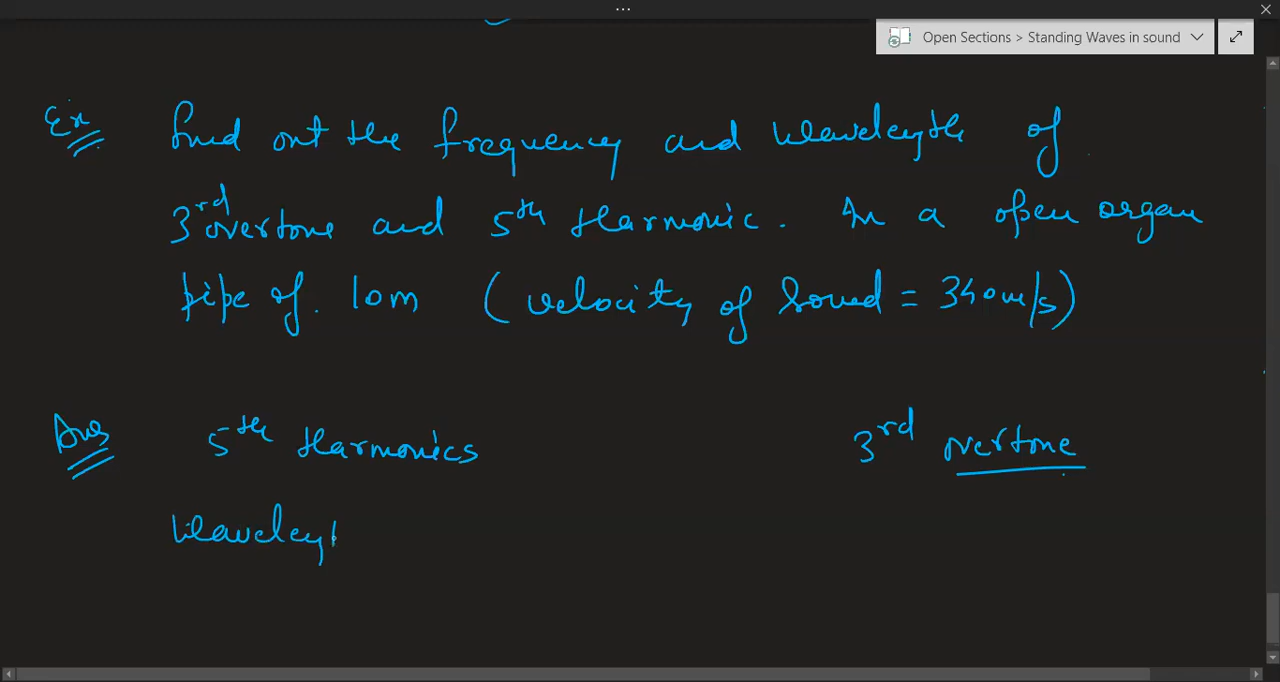 Open Sections > Standing Waves in sound
Ex find out the frequency and Wavelength of
3rd overtone and 5th Harmonic. In a open organ
pipe of. 10m (velocity of Sound = 340m/s)
Ans 5th Harmonics 3rd overtone